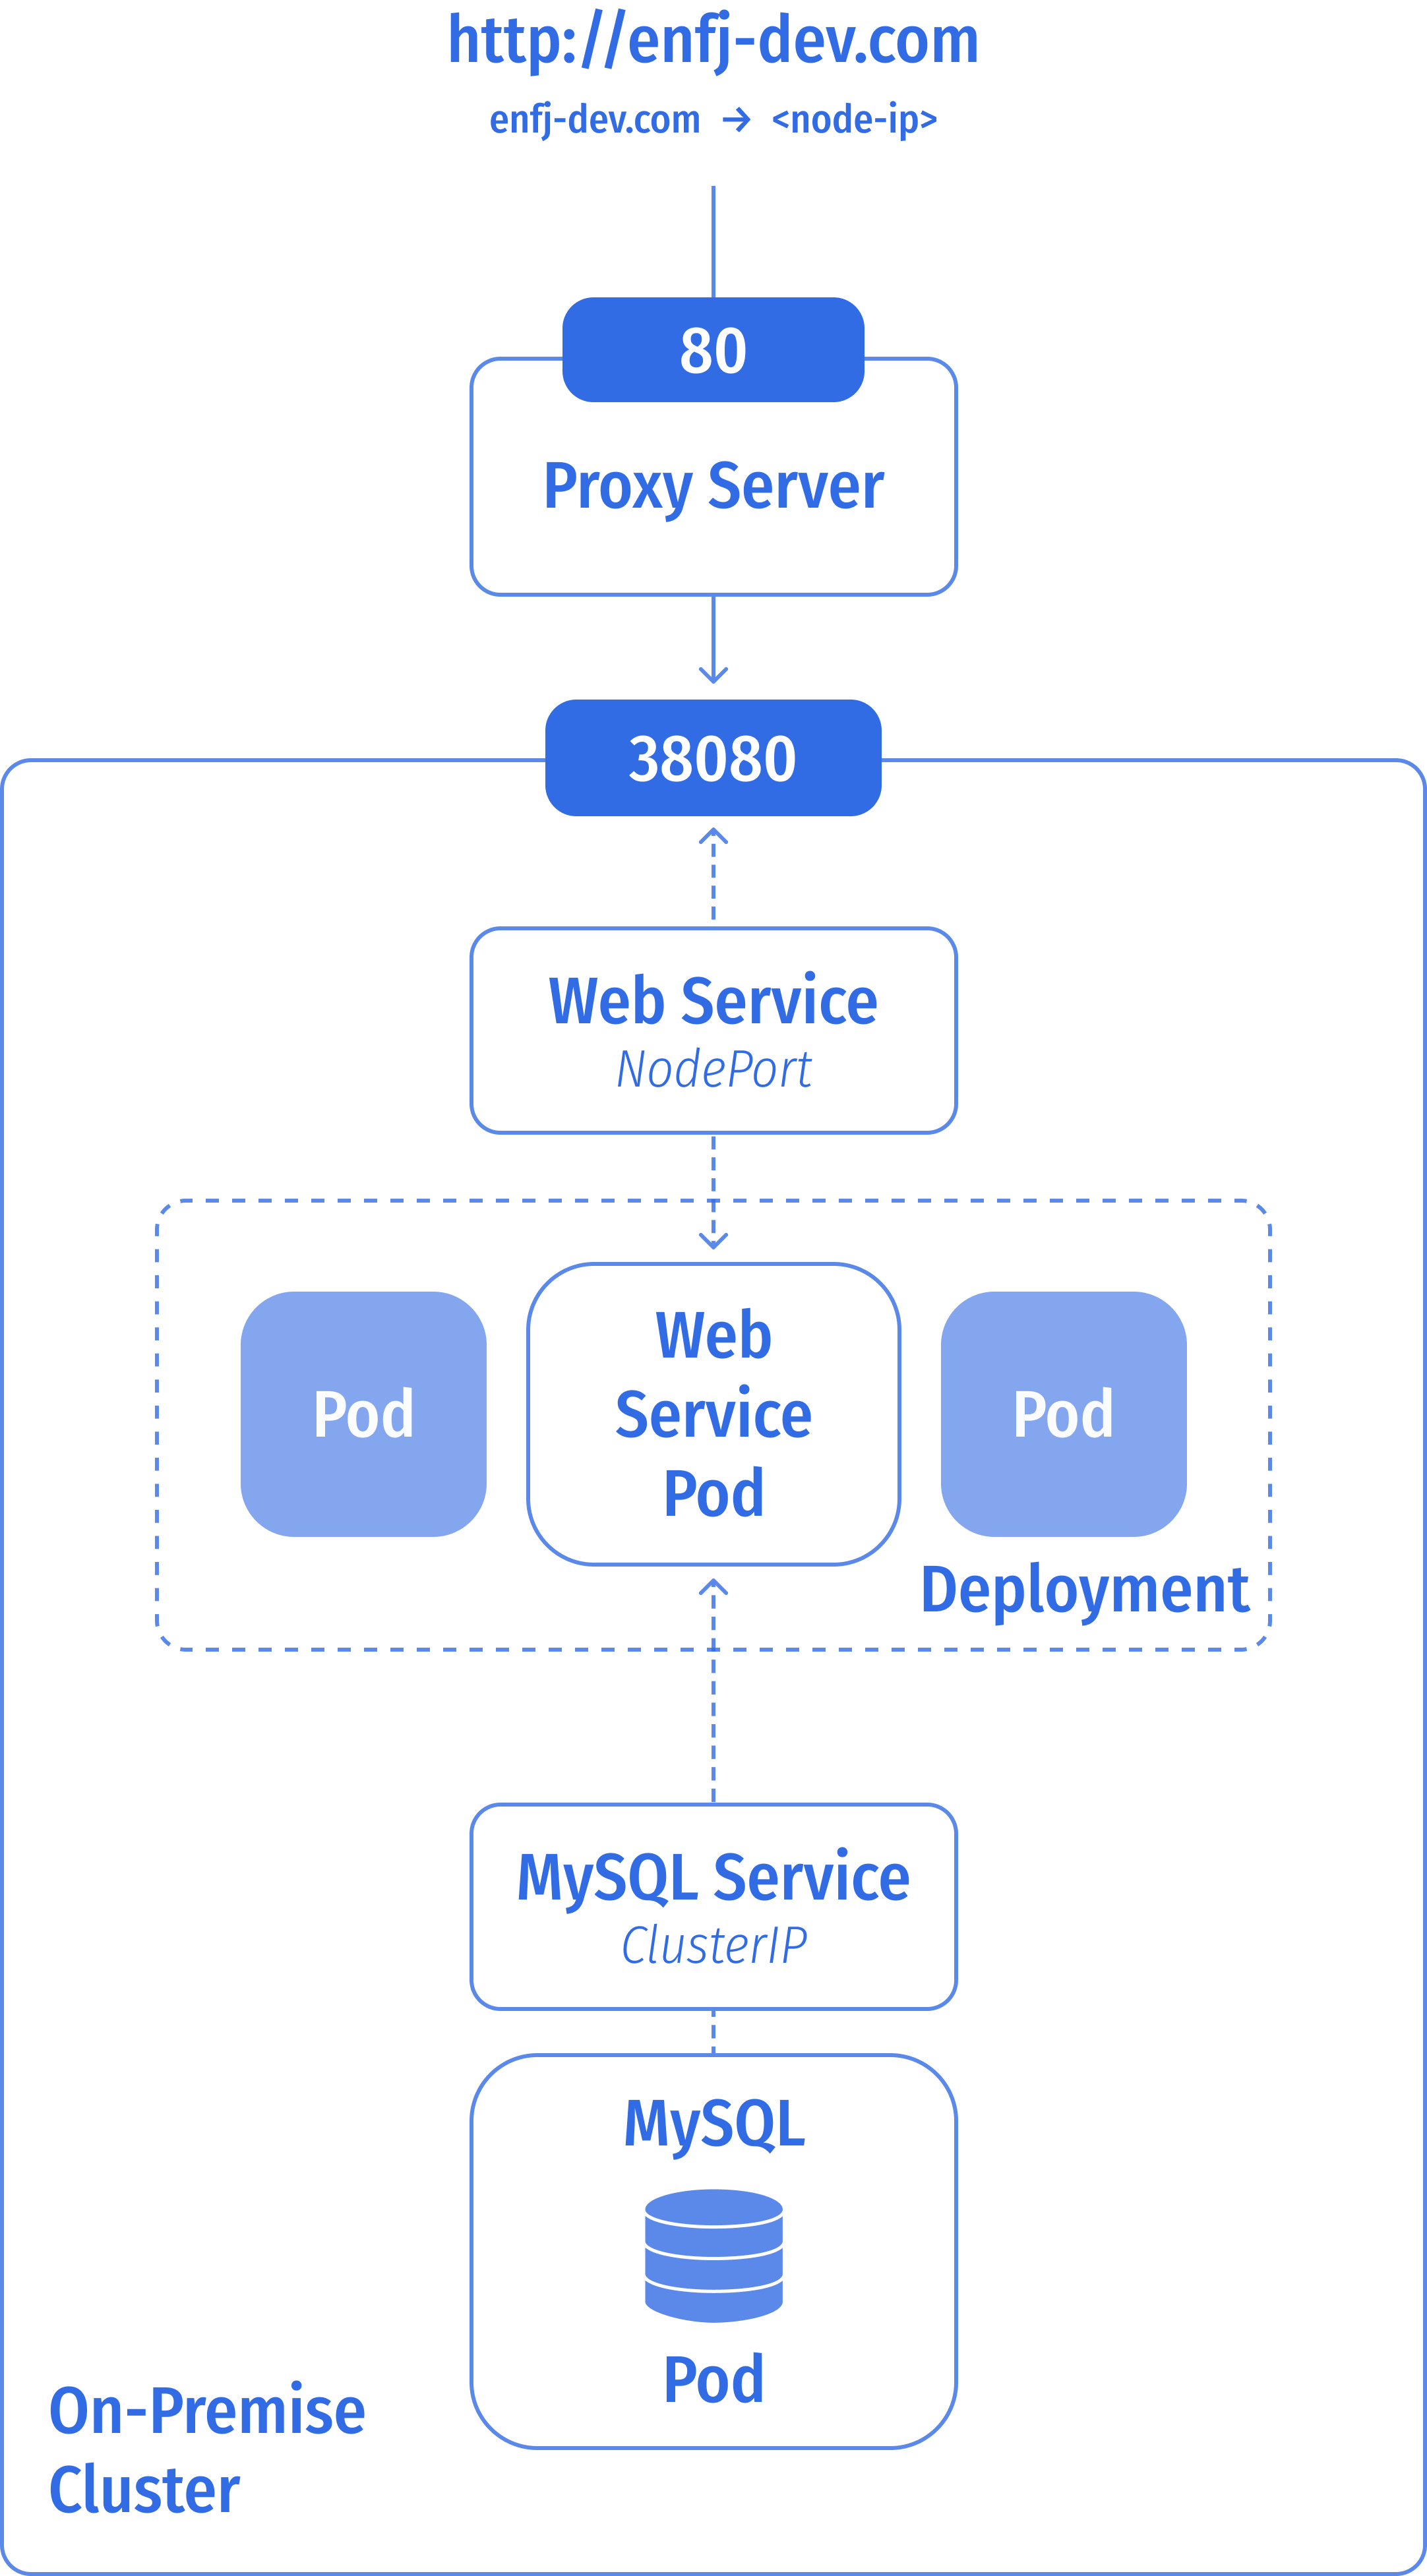 http://enfj-dev.com
enfj-dev.com → <node-ip>
80
Proxy Server
38080
Web Service
NodePort
Pod
Web
Service
Pod
Pod
Deployment
MySQL Service
ClusterIP
MySQL
Pod
On-Premise
Cluster